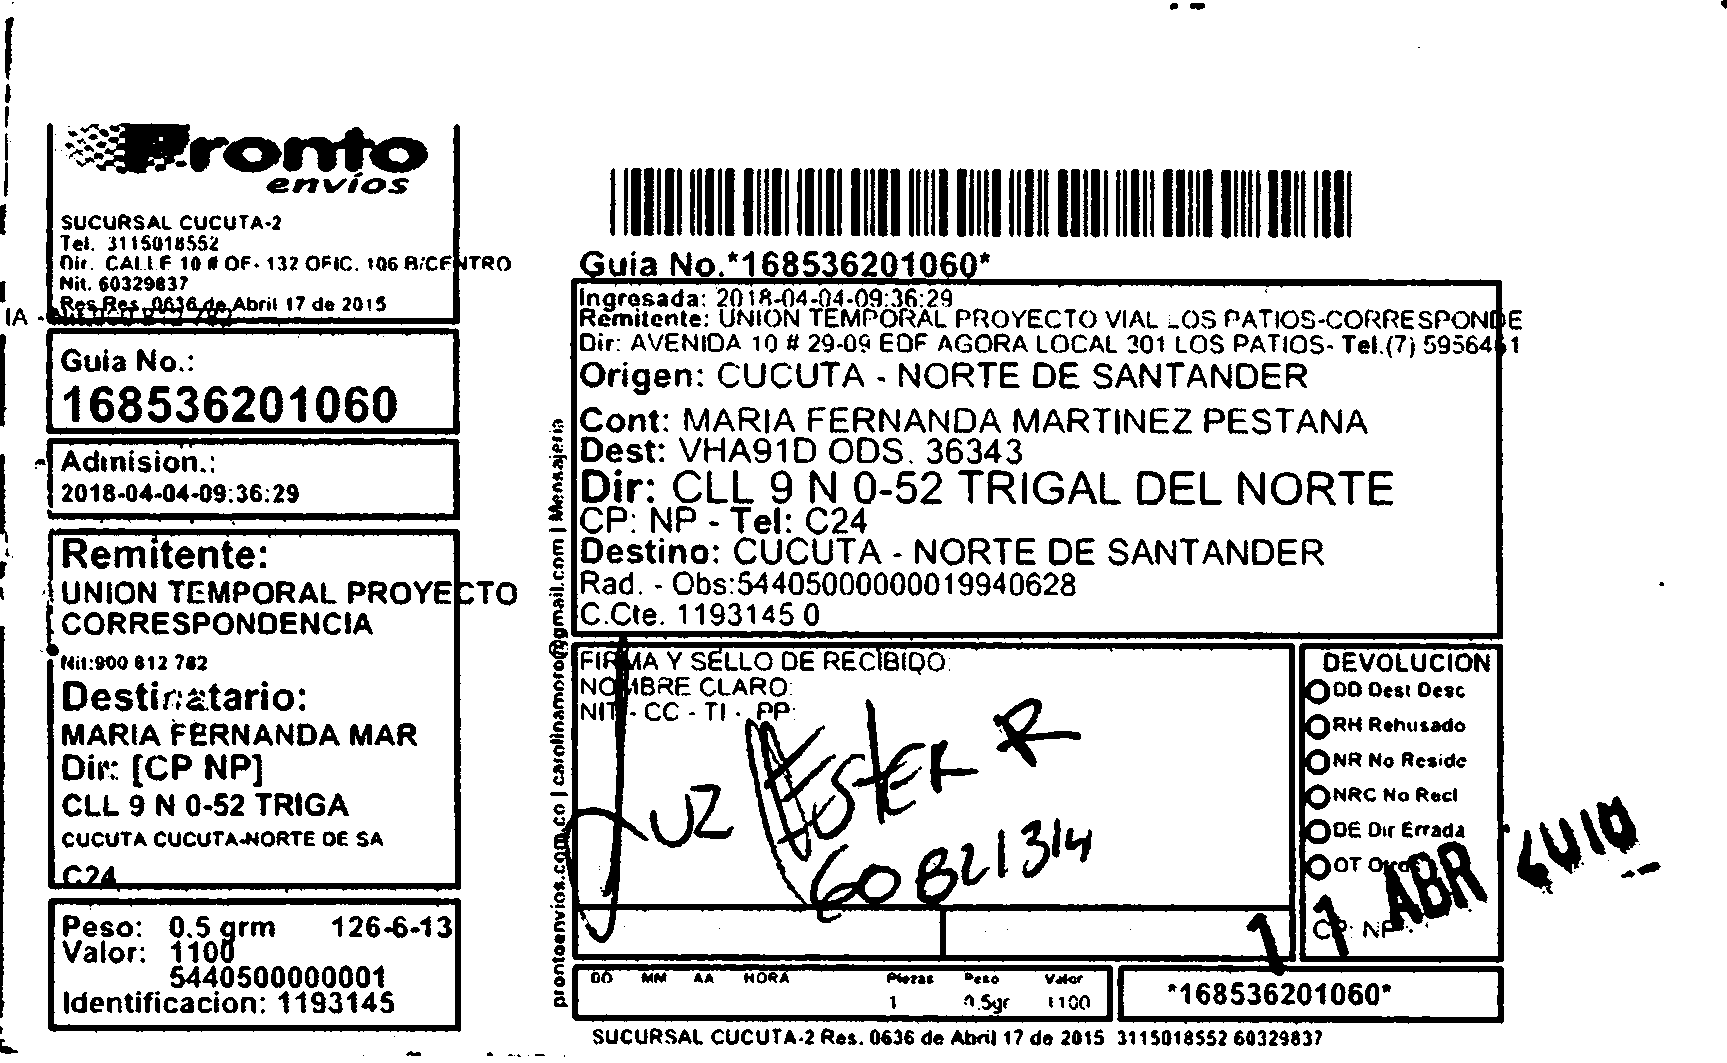 Pronto
envíos
SUCURSAL CUCUTA-2
Tel. 3115018552
Dir. CALLE 10 # OF- 132 OFIC. 106 B/CENTRO
Nit. 60329837
Res Res. 0636 de Abril 17 de 2015
IA -
Guia No.:
168536201060
Admision.:
2018-04-04-09:36:29
Remitente:
UNION TEMPORAL PROYECTO
CORRESPONDENCIA
Nit:900 812 782
Destinatario:
MARIA FERNANDA MAR
Dir: [CP NP]
CLL 9 N 0-52 TRIGA
CUCUTA CUCUTA-NORTE DE SA
C24
Peso: 0.5 grm 126-6-13
Valor: 1100
5440500000001
Identificacion: 1193145
prontoenvios.com.co | carolinamoro@gmail.com | Mensajeria
Guia No.*168536201060*
Ingresada: 2018-04-04-09:36:29
Remitente: UNION TEMPORAL PROYECTO VIAL LOS PATIOS-CORRESPONDE
Dir: AVENIDA 10 # 29-09 EDF AGORA LOCAL 301 LOS PATIOS- Tel.(7) 5956461
Origen: CUCUTA - NORTE DE SANTANDER
Cont: MARIA FERNANDA MARTINEZ PESTANA
Dest: VHA91D ODS. 36343
Dir: CLL 9 N 0-52 TRIGAL DEL NORTE
CP: NP - Tel: C24
Destino: CUCUTA - NORTE DE SANTANDER
Rad. - Obs:54405000000019940628
C.Cte. 1193145 0
FIRMA Y SELLO DE RECIBIDO:
NOMBRE CLARO:
NIT - CC - TI - PP:
Luz Ester R
60821314
DEVOLUCION
DD Dest Desc
RH Rehusado
NR No Reside
NRC No Recl
DE Dir Errada
OT Otros
CP: NP
11 ABR
DD MM AA HORA Piezas Peso Valor
1 0.5gr 1100
*168536201060*
SUCURSAL CUCUTA-2 Res. 0636 de Abril 17 de 2015 3115018552 60329837